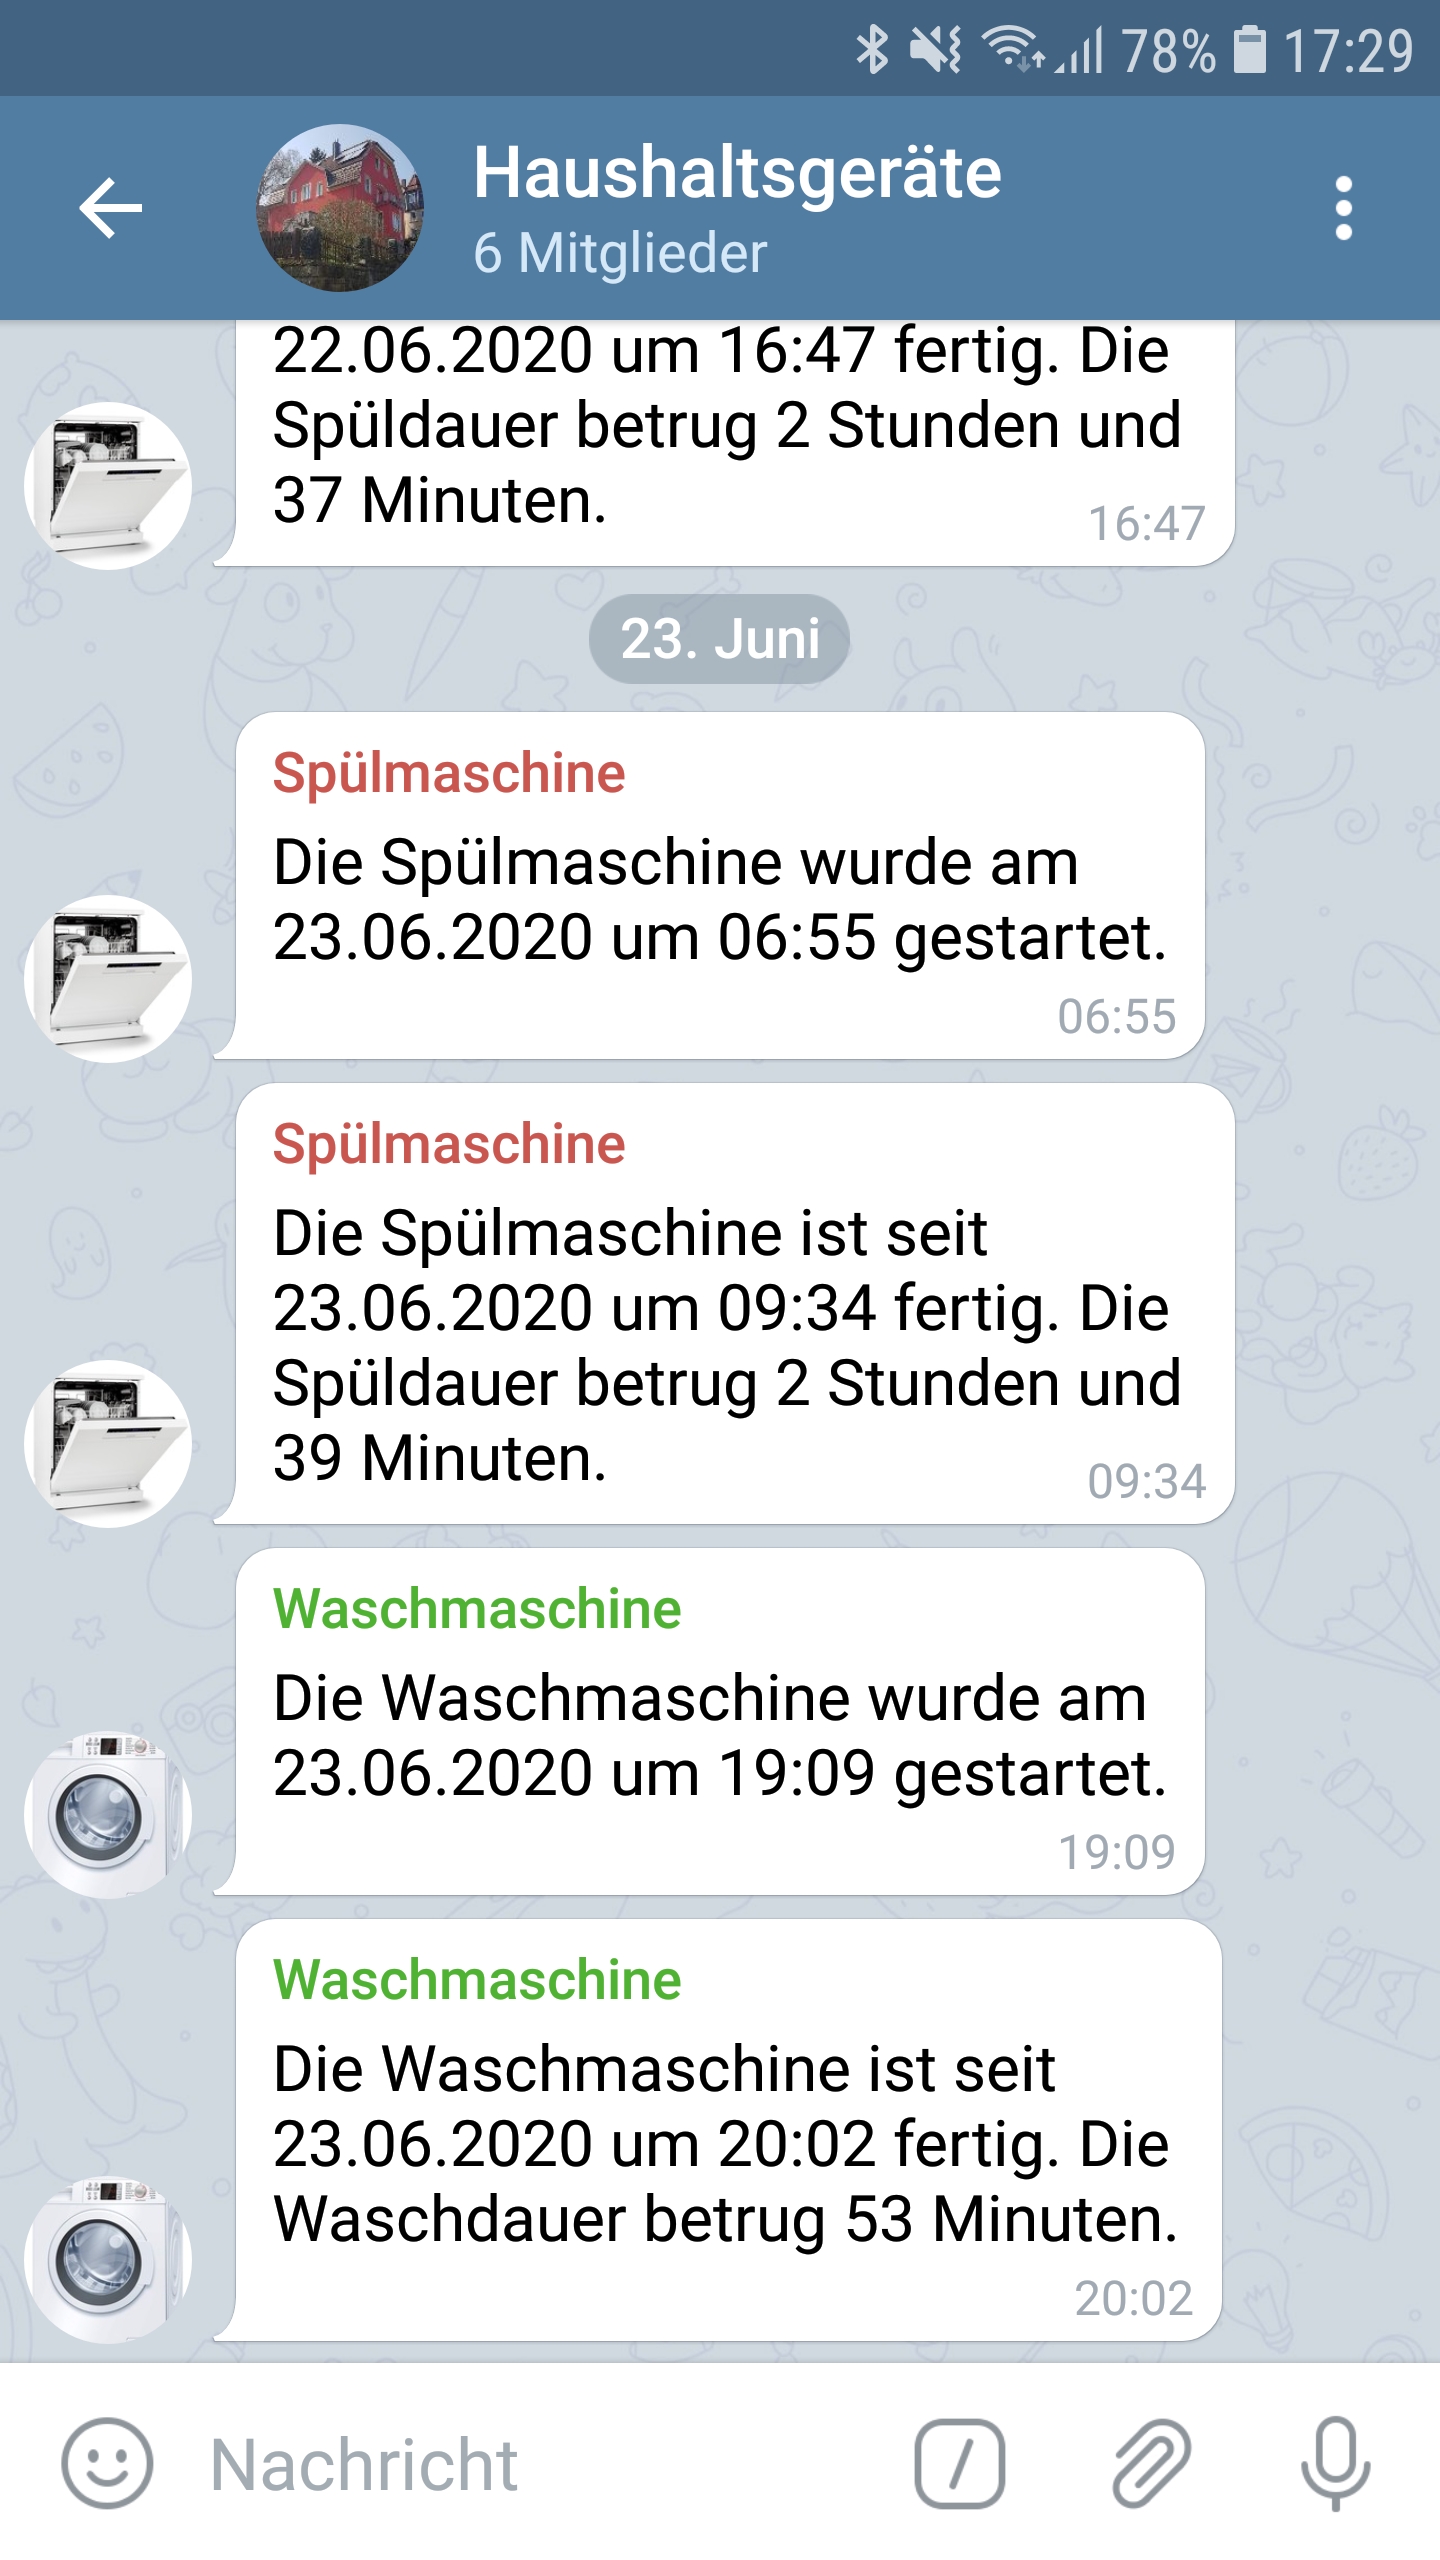 78% 17:29
Haushaltsgeräte
6 Mitglieder
22.06.2020 um 16:47 fertig. Die
Spüldauer betrug 2 Stunden und
37 Minuten.
16:47
23. Juni
Spülmaschine
Die Spülmaschine wurde am
23.06.2020 um 06:55 gestartet.
06:55
Spülmaschine
Die Spülmaschine ist seit
23.06.2020 um 09:34 fertig. Die
Spüldauer betrug 2 Stunden und
39 Minuten.
09:34
Waschmaschine
Die Waschmaschine wurde am
23.06.2020 um 19:09 gestartet.
19:09
Waschmaschine
Die Waschmaschine ist seit
23.06.2020 um 20:02 fertig. Die
Waschdauer betrug 53 Minuten.
20:02
Nachricht